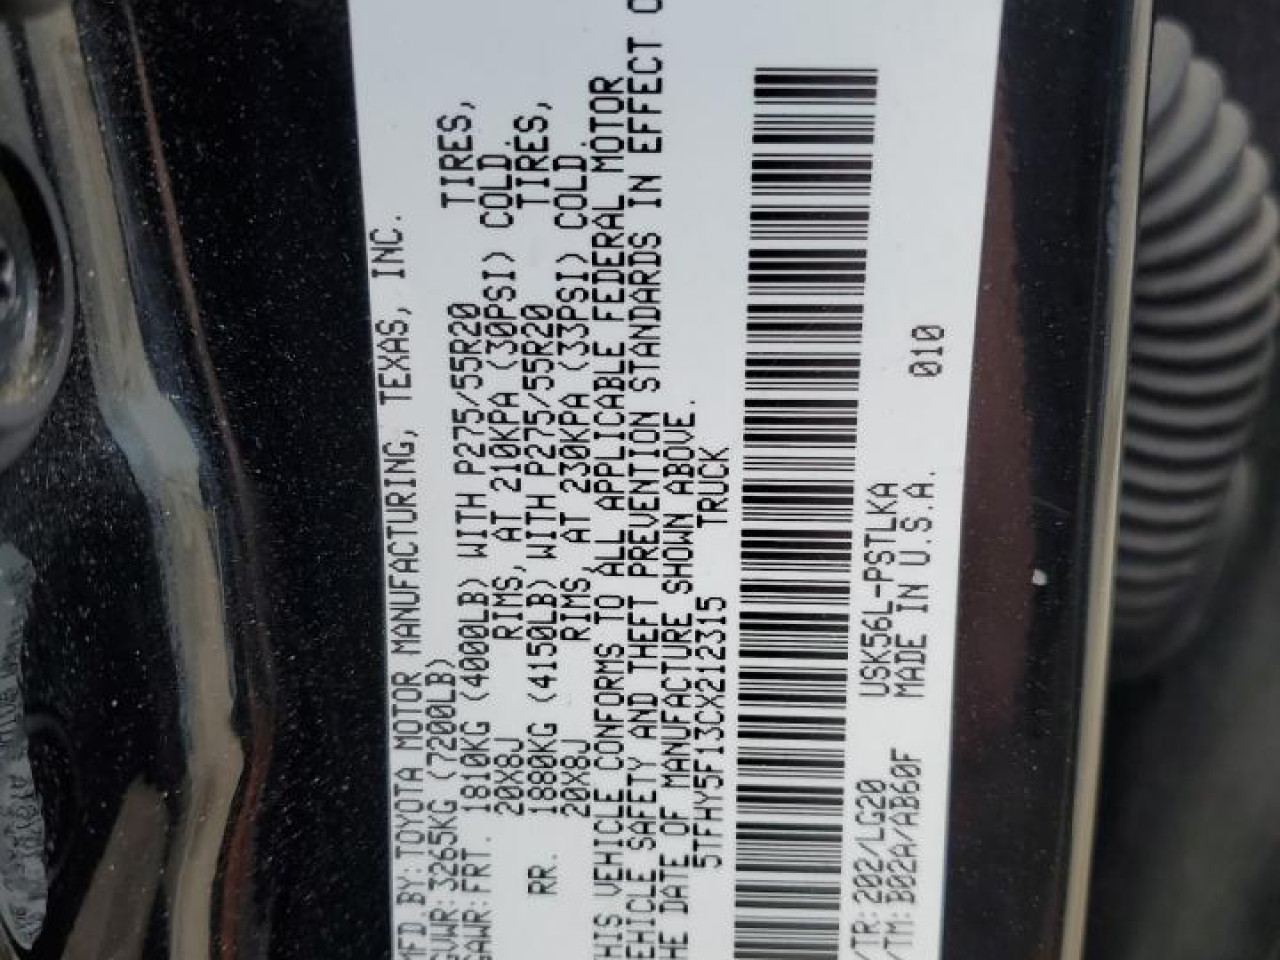 MFD BY: TOYOTA MOTOR MANUFACTURING, TEXAS, INC.
GVWR: 3265KG (7200LB)
GAWR: FRT. 1810KG (4000LB) WITH P275/55R20 TIRES,
20X8J RIMS, AT 210KPA (30PSI) COLD.
RR. 1880KG (4150LB) WITH P275/55R20 TIRES,
20X8J RIMS, AT 230KPA (33PSI) COLD.
HIS VEHICLE CONFORMS TO ALL APPLICABLE FEDERAL MOTOR
EHICLE SAFETY AND THEFT PREVENTION STANDARDS IN EFFECT O
HE DATE OF MANUFACTURE SHOWN ABOVE.
5TFHY5F13CX212315 TRUCK
/TR: 202/LG20 USK56L-PSTLKA 010
/TM: B02A/AB60F MADE IN U.S.A.